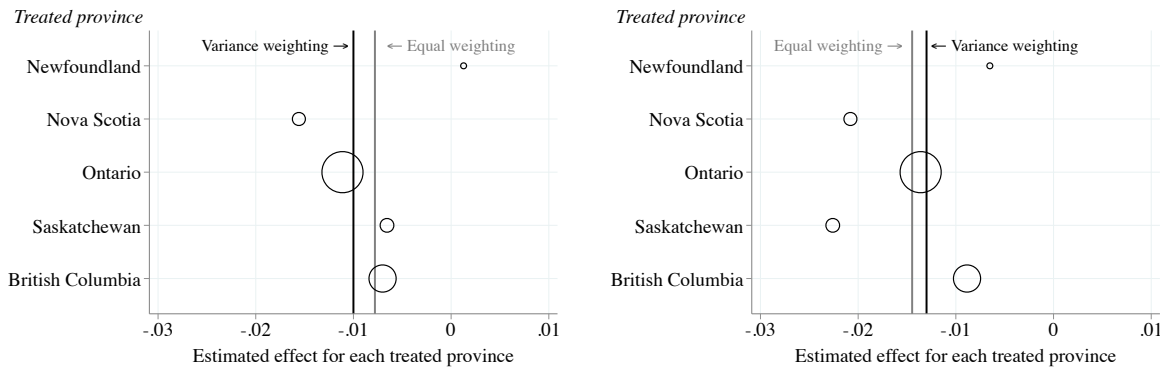 Treated province
Variance weighting →
← Equal weighting
Newfoundland
Nova Scotia
Ontario
Saskatchewan
British Columbia
-.03 -.02 -.01 0 .01
Estimated effect for each treated province
Treated province
Equal weighting →
← Variance weighting
Newfoundland
Nova Scotia
Ontario
Saskatchewan
British Columbia
-.03 -.02 -.01 0 .01
Estimated effect for each treated province